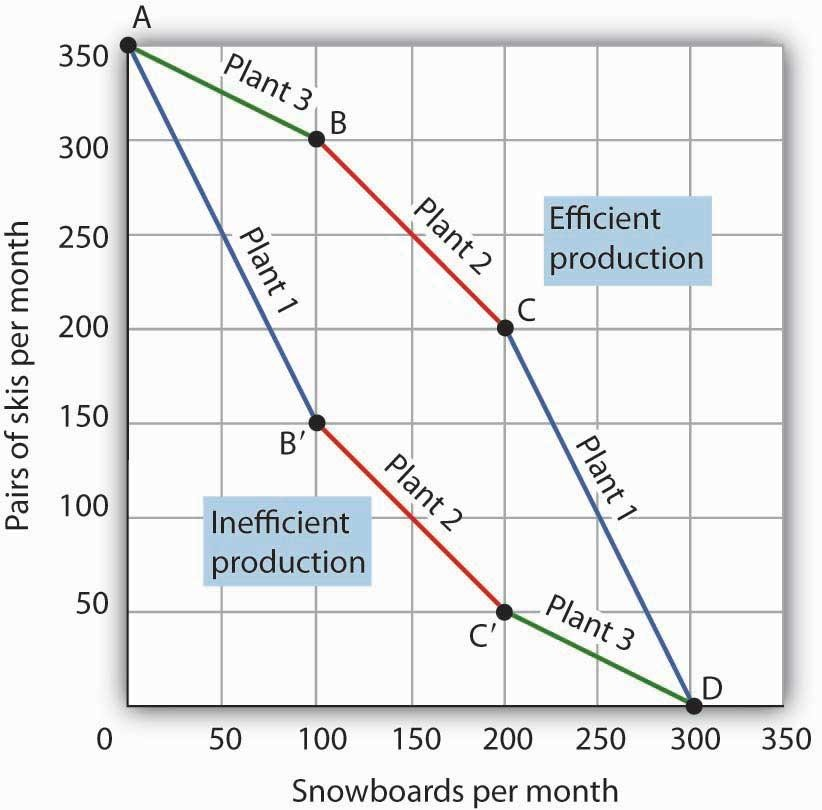 A
350
Plant 3
B
300
Plant 2
Efficient
production
250
Plant 1
C
200
150
B′
Plant 2
Plant 1
100
Inefficient
production
50
C′
Plant 3
D
0
50
100
150
200
250
300
350
Pairs of skis per month
Snowboards per month